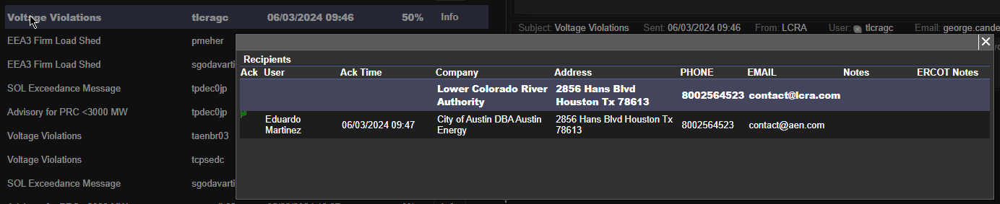 Voltage Violations tlcragc 06/03/2024 09:46 50% Info
Subject: Voltage Violations Sent: 06/03/2024 09:46 From: LCRA User: tlcragc Email: george.cande
EEA3 Firm Load Shed pmeher
EEA3 Firm Load Shed sgodavarti
SOL Exceedance Message tpdec0jp
Advisory for PRC <3000 MW tpdec0jp
Voltage Violations taenbr03
Voltage Violations tcpsedc
SOL Exceedance Message sgodavarti
Recipients
Ack User Ack Time Company Address PHONE EMAIL Notes ERCOT Notes
Lower Colorado River 2856 Hans Blvd
Authority Houston Tx 78613 8002564523 contact@lcra.com
Eduardo City of Austin DBA Austin 2856 Hans Blvd Houston Tx
Martinez 06/03/2024 09:47 Energy 78613 8002564523 contact@aen.com